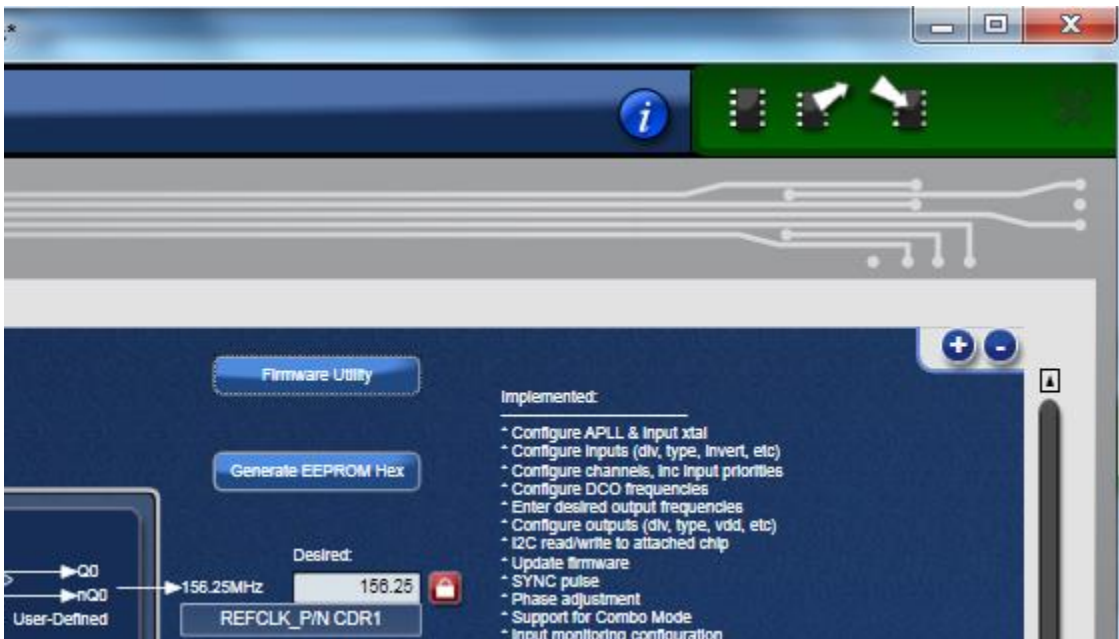 .*
i
Firmware Utility
Generate EEPROM Hex
Implemented:
* Configure APLL & input xtal
* Configure inputs (div, type, invert, etc)
* Configure channels, inc input priorities
* Configure DCO frequencies
* Enter desired output frequencies
* Configure outputs (div, type, vdd, etc)
* I2C read/write to attached chip
* Update firmware
* SYNC pulse
* Phase adjustment
* Support for Combo Mode
* Input monitoring configuration
Desired:
Q0
nQ0
156.25MHz
156.25
User-Defined
REFCLK_P/N CDR1